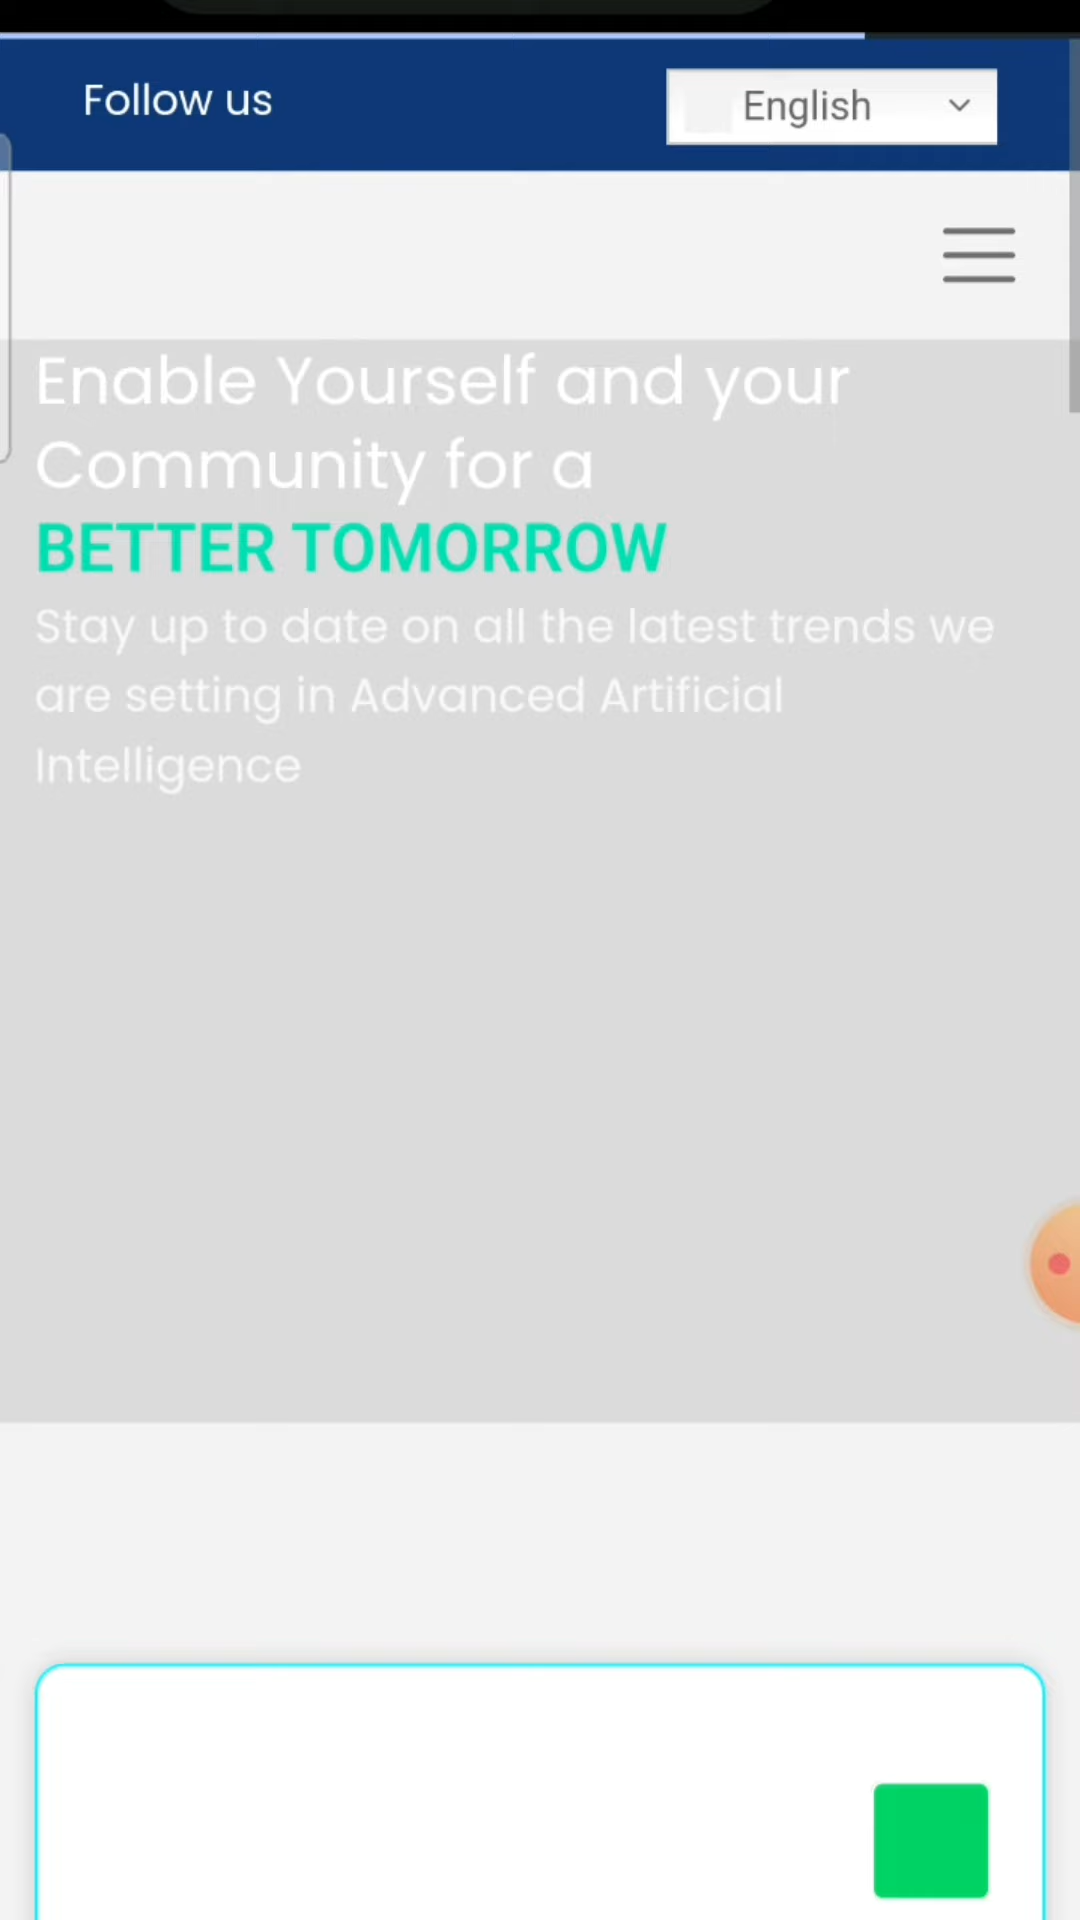 Follow us
English
Enable Yourself and your
Community for a
BETTER TOMORROW
Stay up to date on all the latest trends we
are setting in Advanced Artificial
Intelligence